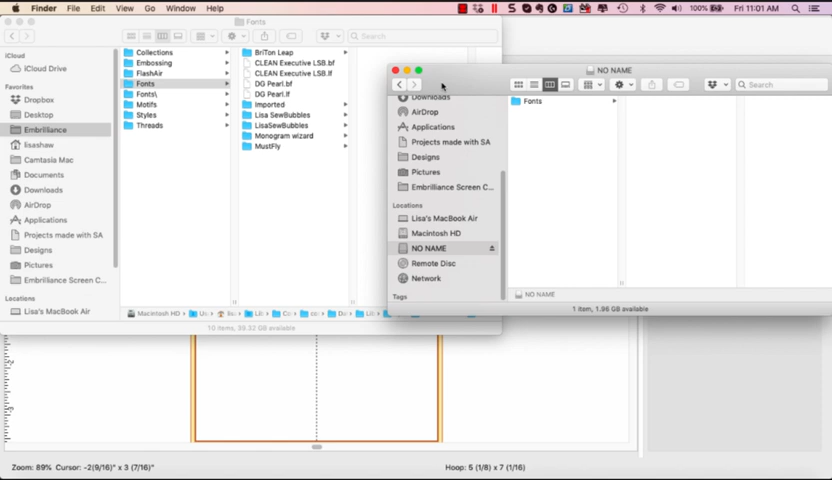 Finder File Edit View Go Window Help 100% Fri 11:01 AM
Fonts
Search
iCloud
iCloud Drive
Favorites
Dropbox
Desktop
Embrilliance
lisashaw
Camtasia Mac
Documents
Downloads
AirDrop
Applications
Projects made with SA
Designs
Pictures
Embrilliance Screen C...
Locations
Lisa's MacBook Air
Collections
Embossing
FlashAir
Fonts
Fonts\
Motifs
Styles
Threads
BriTon Leap
CLEAN Executive LSB.bf
CLEAN Executive LSB.lf
DG Pearl.bf
DG Pearl.lf
Imported
Lisa SewBubbles
LisaSewBubbles
Monogram wizard
MustFly
Macintosh HD
10 items, 39.32 GB available
NO NAME
Search
Downloads
AirDrop
Applications
Projects made with SA
Designs
Pictures
Embrilliance Screen C...
Locations
Lisa's MacBook Air
Macintosh HD
NO NAME
Remote Disc
Network
Tags
Fonts
NO NAME
1 item, 1.96 GB available
Zoom: 89% Cursor: -2(9/16)" x 3 (7/16)"
Hoop: 5 (1/8) x 7 (1/16)